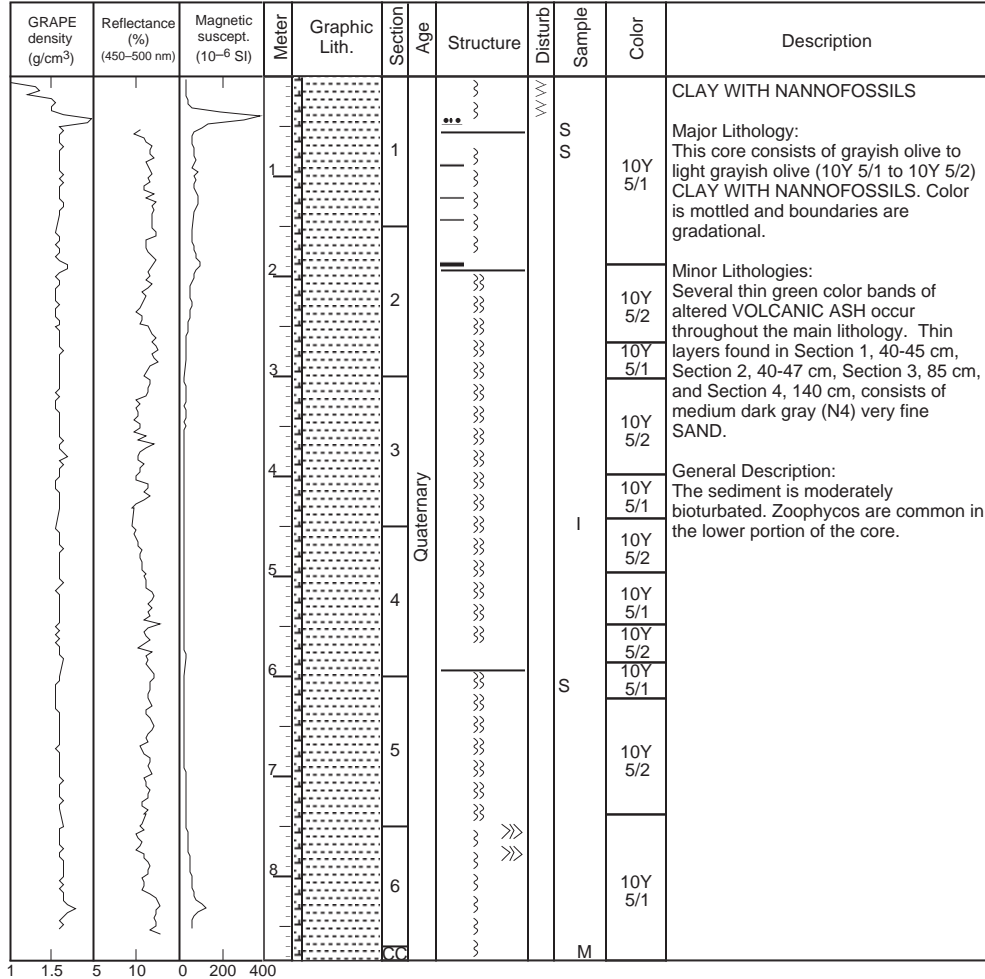 GRAPE
density
(g/cm³)
Reflectance
(%)
(450–500 nm)
Magnetic
suscept.
(10⁻⁶ SI)
Meter
Graphic
Lith.
Section
Age
Structure
Disturb
Sample
Color
Description
1
2
3
4
5
6
7
8
1
2
3
4
5
6
CC
Quaternary
S
S
I
S
M
10Y
5/1
10Y
5/2
10Y
5/1
10Y
5/2
10Y
5/1
10Y
5/2
10Y
5/1
10Y
5/2
10Y
5/1
10Y
5/2
10Y
5/1
CLAY WITH NANNOFOSSILS
Major Lithology:
This core consists of grayish olive to
light grayish olive (10Y 5/1 to 10Y 5/2)
CLAY WITH NANNOFOSSILS. Color
is mottled and boundaries are
gradational.
Minor Lithologies:
Several thin green color bands of
altered VOLCANIC ASH occur
throughout the main lithology.  Thin
layers found in Section 1, 40-45 cm,
Section 2, 40-47 cm, Section 3, 85 cm,
and Section 4, 140 cm, consists of
medium dark gray (N4) very fine
SAND.
General Description:
The sediment is moderately
bioturbated. Zoophycos are common in
the lower portion of the core.
1 1.5 5 10 0 200 400